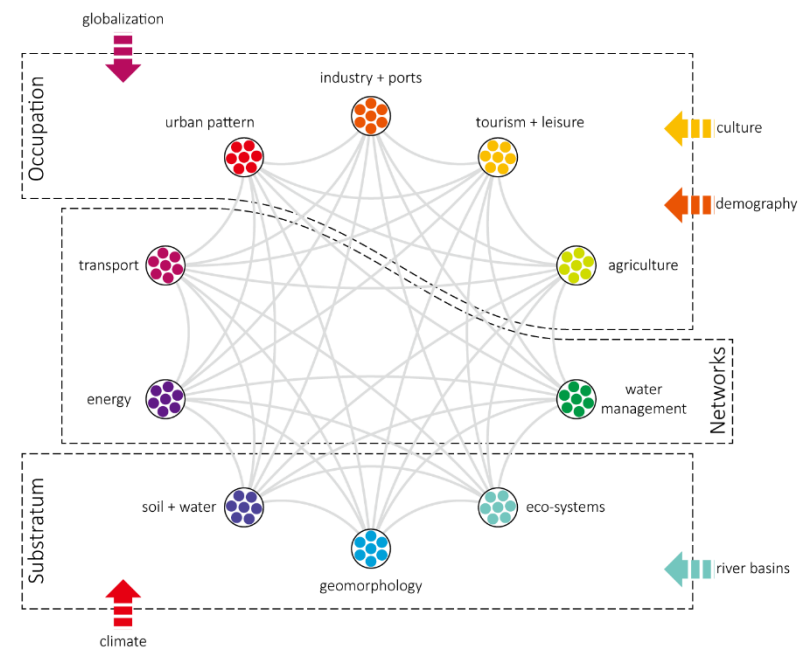 globalization
Occupation
industry + ports
urban pattern
tourism + leisure
culture
demography
transport
agriculture
energy
water
management
Networks
Substratum
soil + water
eco-systems
geomorphology
river basins
climate